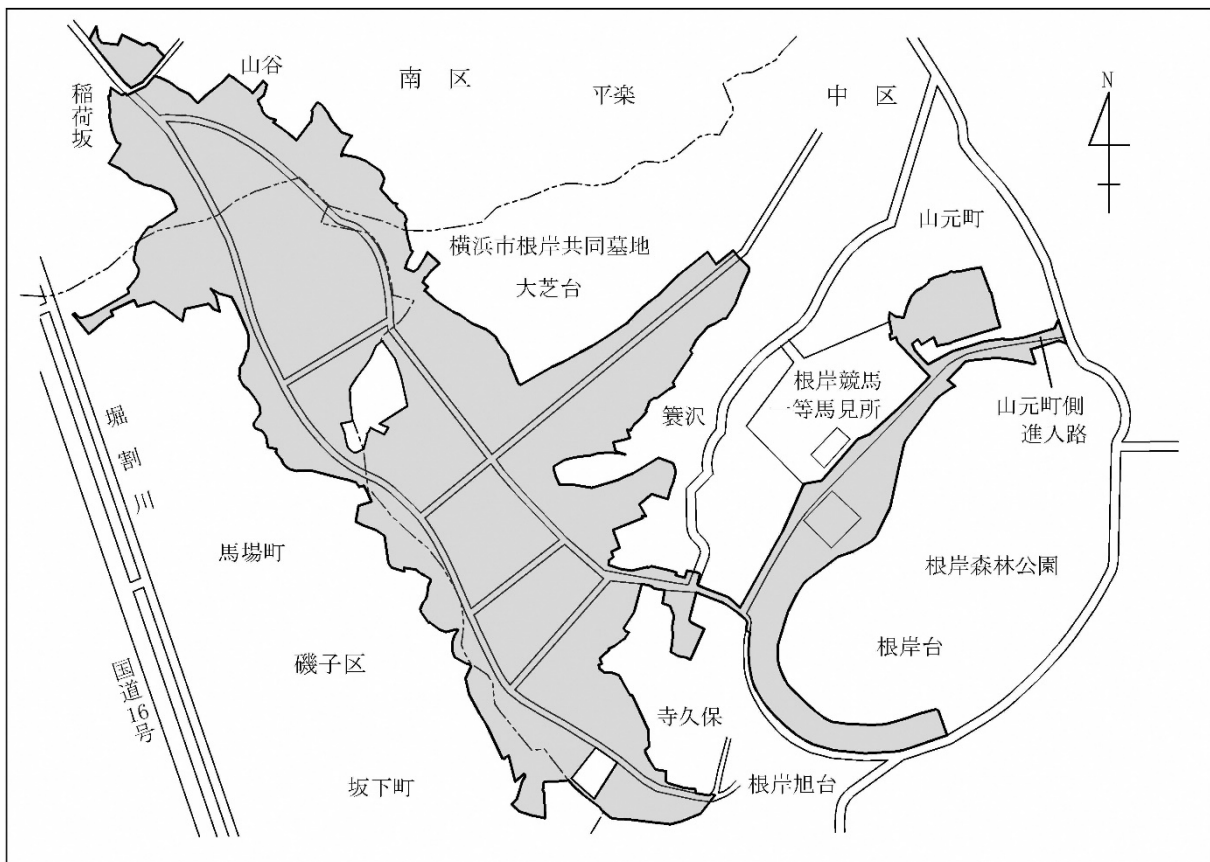 山谷
南 区
平楽
中 区
N
稲荷坂
山元町
横浜市根岸共同墓地
大芝台
根岸競馬
一等馬見所
簑沢
山元町側
進入路
堀割川
馬場町
根岸森林公園
根岸台
磯子区
寺久保
国道16号
坂下町
根岸旭台